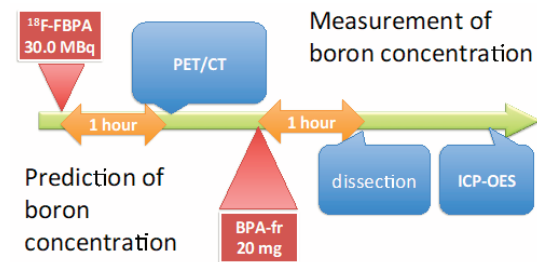 ¹⁸F-FBPA
30.0 MBq
Measurement of
boron concentration
PET/CT
1 hour
1 hour
Prediction of
boron
concentration
BPA-fr
20 mg
dissection
ICP-OES